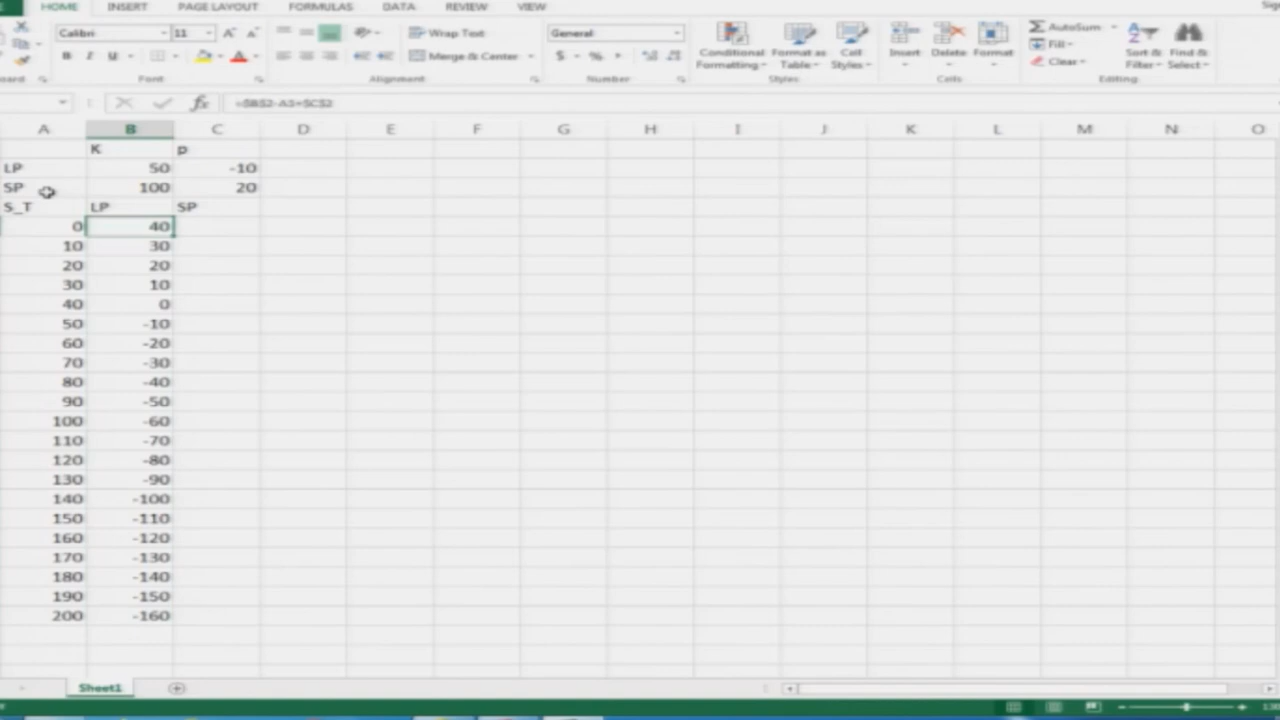 HOME INSERT PAGE LAYOUT FORMULAS DATA REVIEW VIEW
Calibri 11 Wrap Text General AutoSum
B I U Merge & Center $ % Fill
Conditional Formatting Format as Table Cell Styles Insert Delete Format Clear Sort & Filter Find & Select
Font Alignment Number Styles Cells Editing
fx
A B C D E F G H I J K L M N O
K p
LP 50 -10
SP 100 20
S_T LP SP
0 40
10 30
20 20
30 10
40 0
50 -10
60 -20
70 -30
80 -40
90 -50
100 -60
110 -70
120 -80
130 -90
140 -100
150 -110
160 -120
170 -130
180 -140
190 -150
200 -160
Sheet1